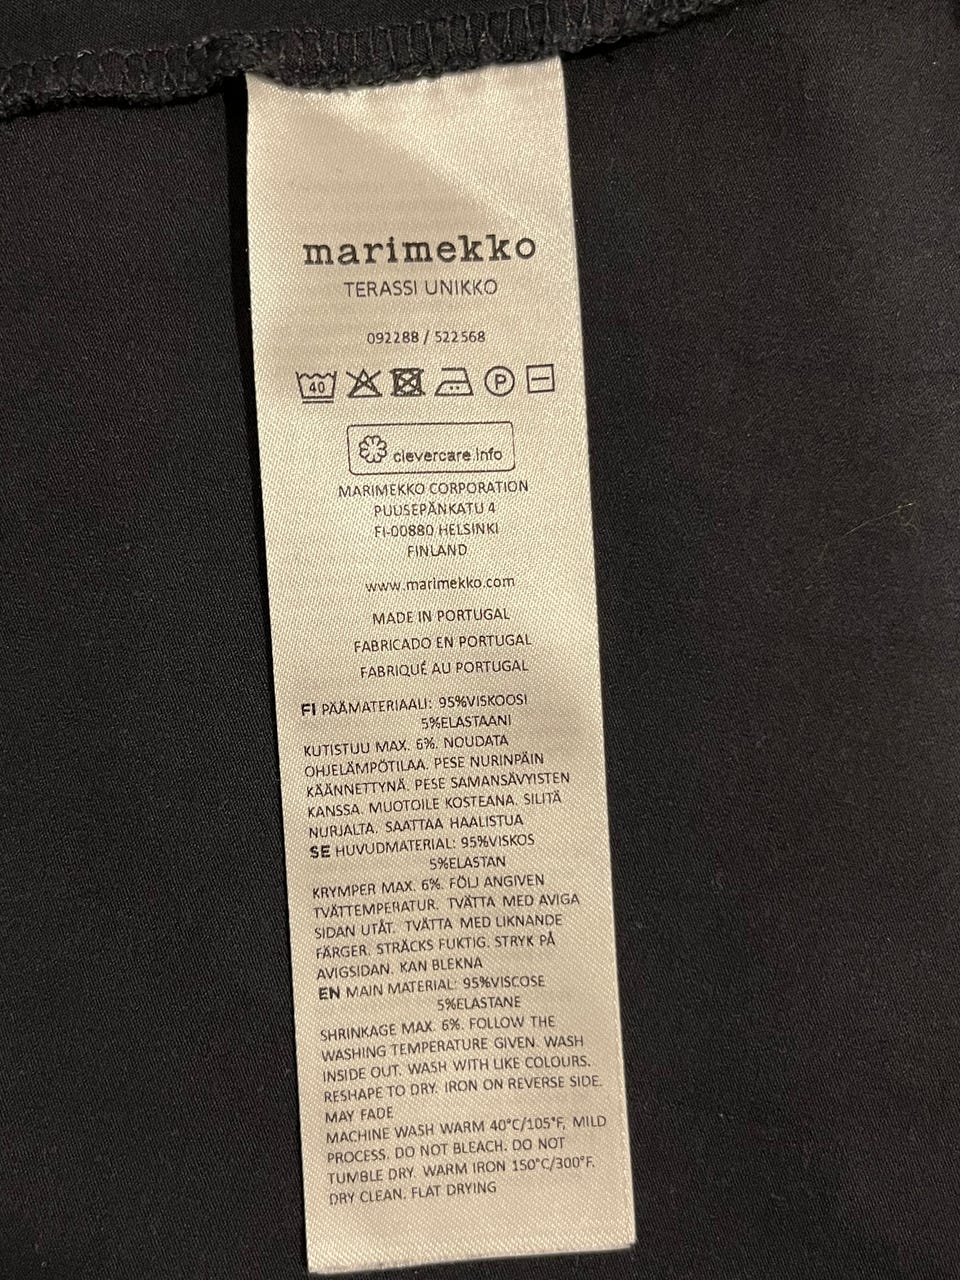 marimekko
TERASSI UNIKKO
092288 / 522568
40 P
clevercare.info
MARIMEKKO CORPORATION
PUUSEPÄNKATU 4
FI-00880 HELSINKI
FINLAND
www.marimekko.com
MADE IN PORTUGAL
FABRICADO EN PORTUGAL
FABRIQUÉ AU PORTUGAL
FI PÄÄMATERIAALI: 95%VISKOOSI
5%ELASTAANI
KUTISTUU MAX. 6%. NOUDATA
OHJELÄMPÖTILAA. PESE NURINPÄIN
KÄÄNNETTYNÄ. PESE SAMANSÄVYISTEN
KANSSA. MUOTOILE KOSTEANA. SILITÄ
NURJALTA. SAATTAA HAALISTUA
SE HUVUDMATERIAL: 95%VISKOS
5%ELASTAN
KRYMPER MAX. 6%. FÖLJ ANGIVEN
TVÄTTEMPERATUR. TVÄTTA MED AVIGA
SIDAN UTÅT. TVÄTTA MED LIKNANDE
FÄRGER. STRÄCKS FUKTIG. STRYK PÅ
AVIGSIDAN. KAN BLEKNA
EN MAIN MATERIAL: 95%VISCOSE
5%ELASTANE
SHRINKAGE MAX. 6%. FOLLOW THE
WASHING TEMPERATURE GIVEN. WASH
INSIDE OUT. WASH WITH LIKE COLOURS.
RESHAPE TO DRY. IRON ON REVERSE SIDE.
MAY FADE
MACHINE WASH WARM 40°C/105°F, MILD
PROCESS. DO NOT BLEACH. DO NOT
TUMBLE DRY. WARM IRON 150°C/300°F.
DRY CLEAN. FLAT DRYING